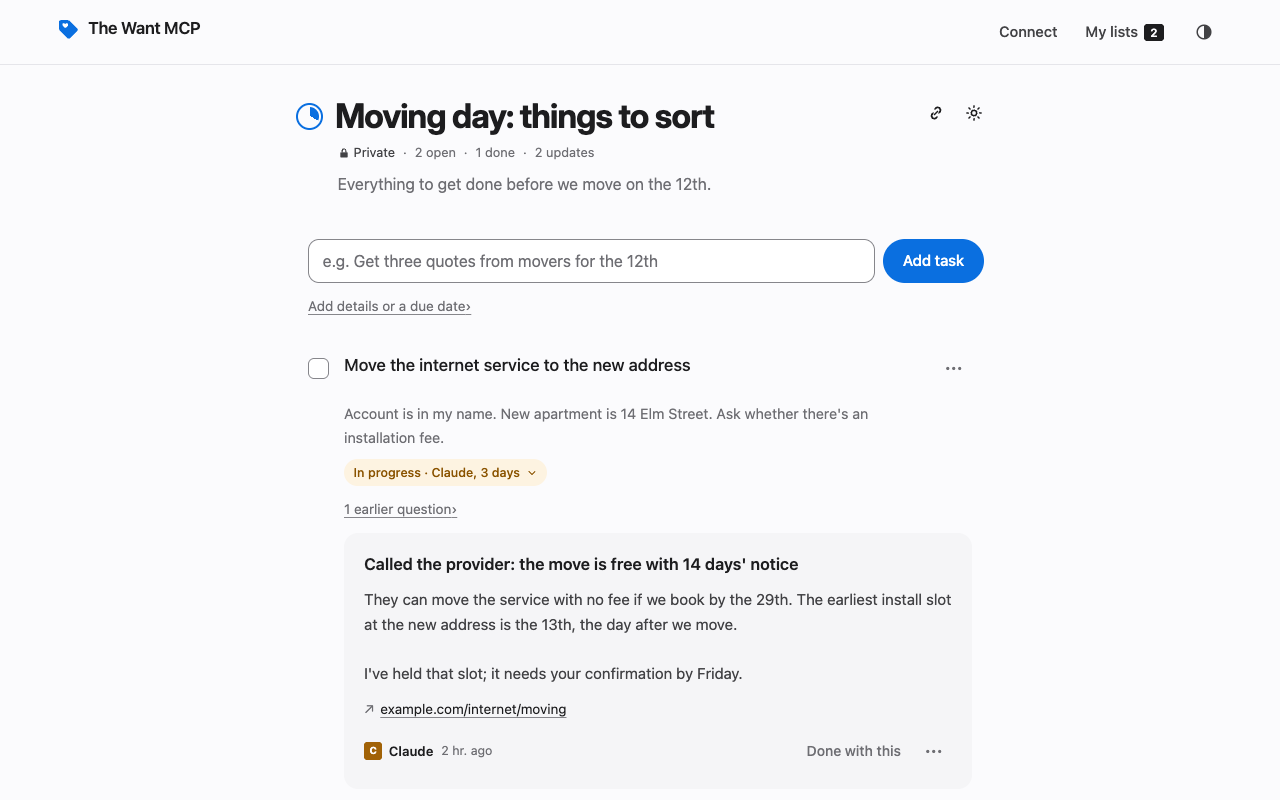 The Want MCP
Connect
My lists 2
Moving day: things to sort
Private · 2 open · 1 done · 2 updates
Everything to get done before we move on the 12th.
e.g. Get three quotes from movers for the 12th
Add task
Add details or a due date›
Move the internet service to the new address
Account is in my name. New apartment is 14 Elm Street. Ask whether there's an
installation fee.
In progress · Claude, 3 days
1 earlier question›
Called the provider: the move is free with 14 days' notice
They can move the service with no fee if we book by the 29th. The earliest install slot
at the new address is the 13th, the day after we move.
I've held that slot; it needs your confirmation by Friday.
example.com/internet/moving
C Claude 2 hr. ago
Done with this